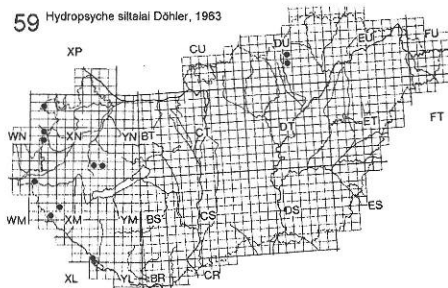 59 Hydropsyche siltalai Döhler, 1963
XP CU DU EU FU
WN XN YN BT CT DT ET FT
WM XM YM BS CS DS ES
XL YL BR CR